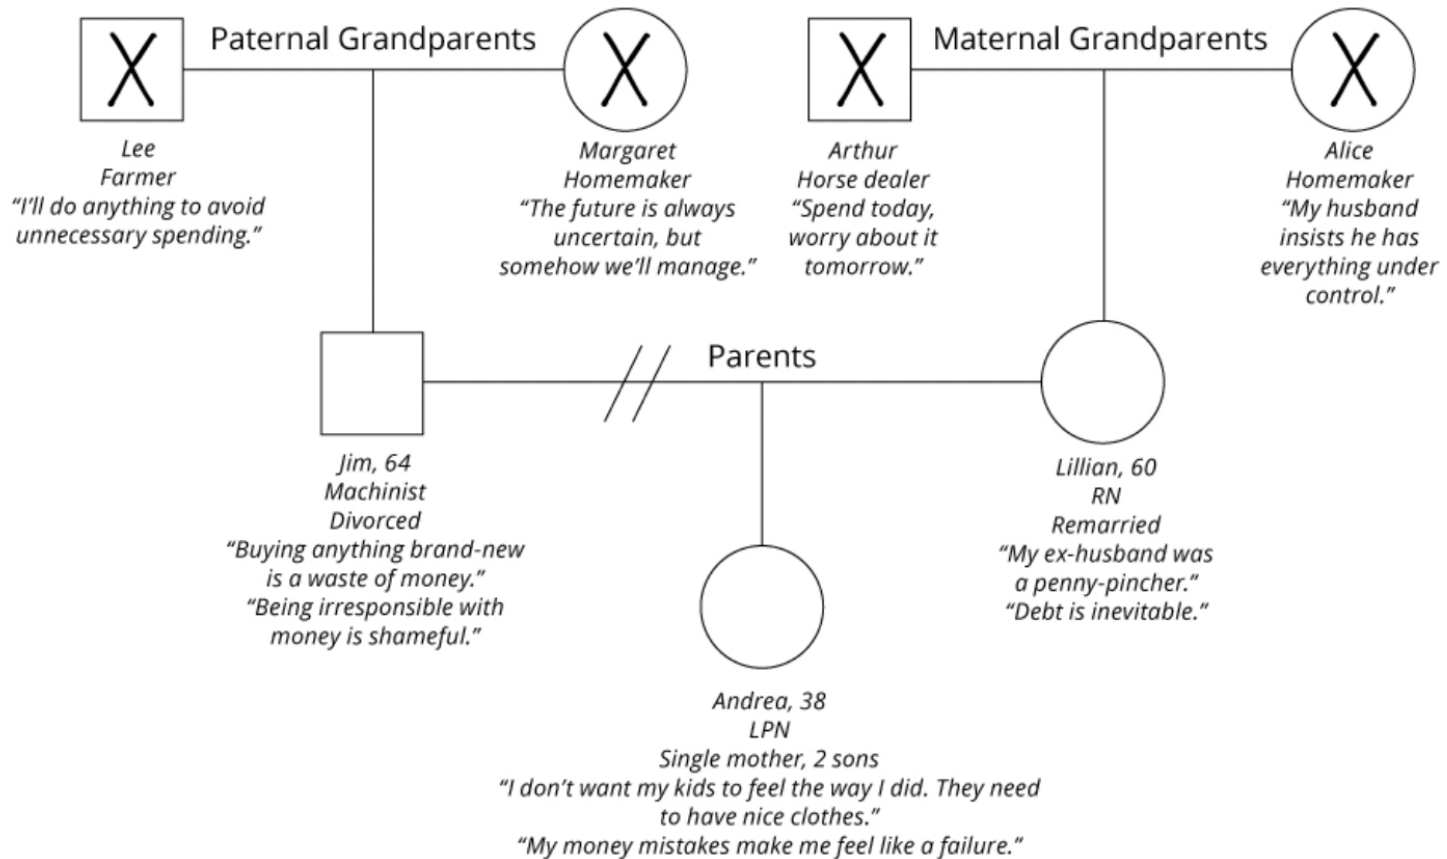 Paternal Grandparents
Maternal Grandparents
Lee
Farmer
“I’ll do anything to avoid
unnecessary spending.”
Margaret
Homemaker
“The future is always
uncertain, but
somehow we’ll manage.”
Arthur
Horse dealer
“Spend today,
worry about it
tomorrow.”
Alice
Homemaker
“My husband
insists he has
everything under
control.”
Parents
Jim, 64
Machinist
Divorced
“Buying anything brand-new
is a waste of money.”
“Being irresponsible with
money is shameful.”
Lillian, 60
RN
Remarried
“My ex-husband was
a penny-pincher.”
“Debt is inevitable.”
Andrea, 38
LPN
Single mother, 2 sons
“I don’t want my kids to feel the way I did. They need
to have nice clothes.”
“My money mistakes make me feel like a failure.”